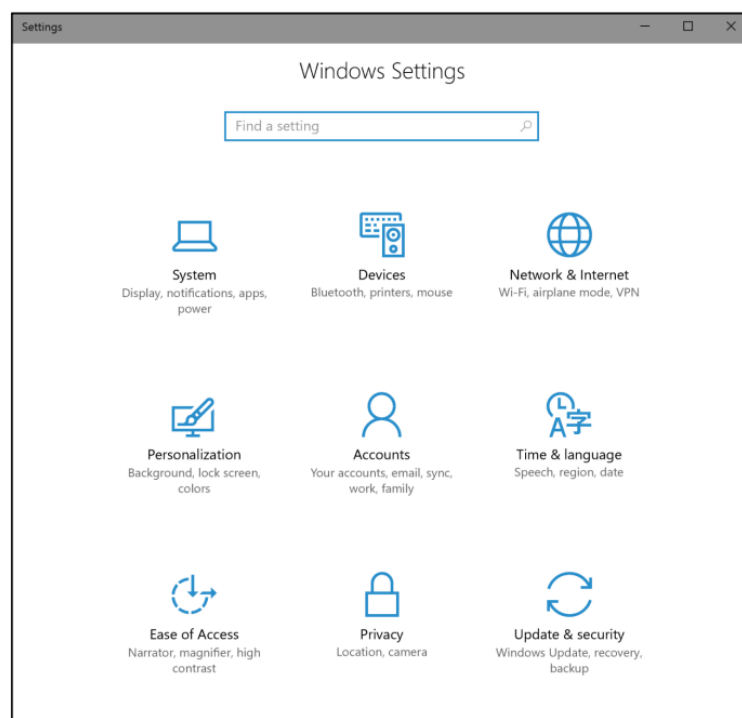 Settings
Windows Settings
Find a setting
System
Display, notifications, apps,
power
Devices
Bluetooth, printers, mouse
Network & Internet
Wi-Fi, airplane mode, VPN
Personalization
Background, lock screen,
colors
Accounts
Your accounts, email, sync,
work, family
A字
Time & language
Speech, region, date
Ease of Access
Narrator, magnifier, high
contrast
Privacy
Location, camera
Update & security
Windows Update, recovery,
backup